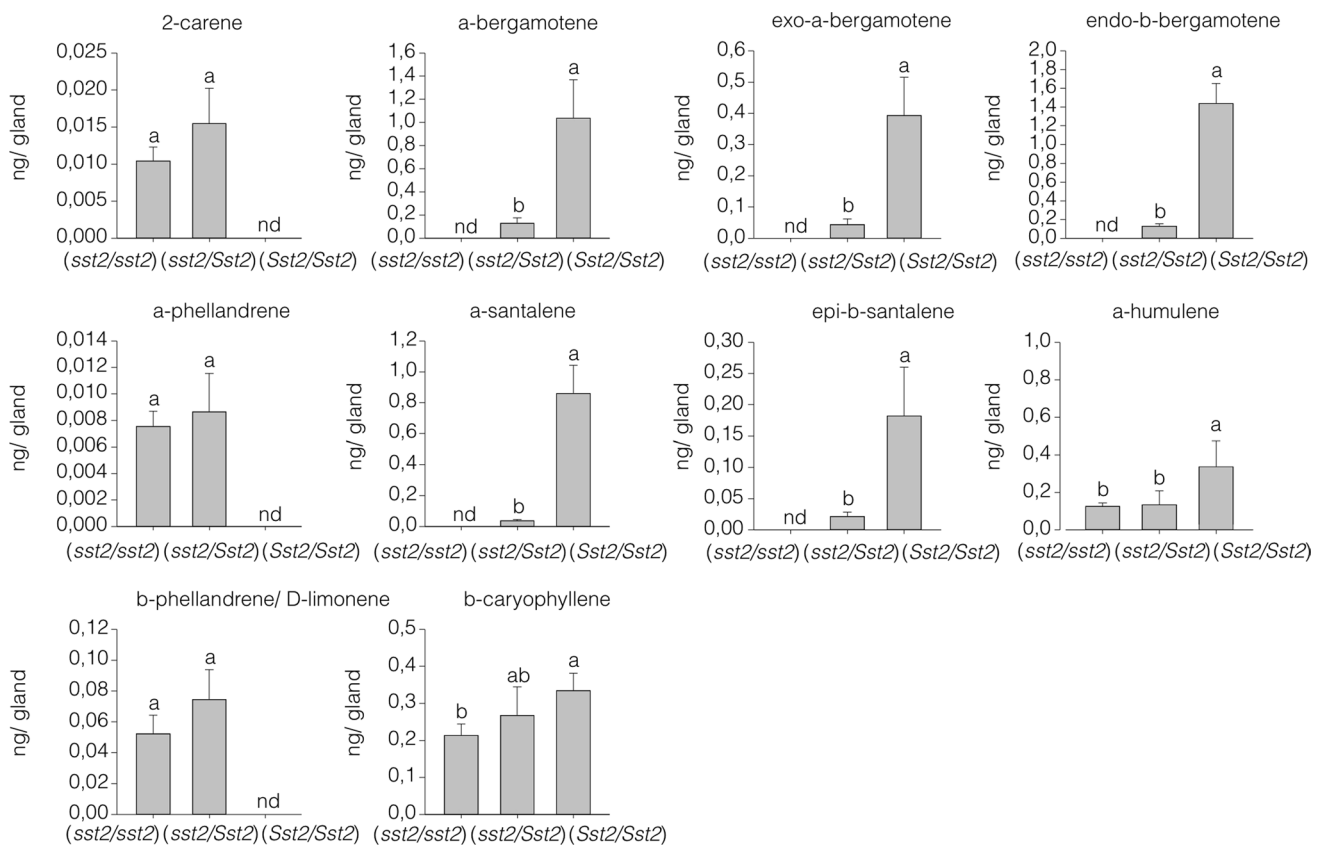 2-carene
0,025
0,020
0,015
0,010
0,005
0,000
ng/ gland
a
a
nd
(sst2/sst2) (sst2/Sst2) (Sst2/Sst2)
a-bergamotene
1,6
1,4
1,2
1,0
0,8
0,6
0,4
0,2
0,0
ng/ gland
nd
b
a
(sst2/sst2) (sst2/Sst2) (Sst2/Sst2)
exo-a-bergamotene
0,6
0,5
0,4
0,3
0,2
0,1
0,0
ng/ gland
nd
b
a
(sst2/sst2) (sst2/Sst2) (Sst2/Sst2)
endo-b-bergamotene
2,0
1,8
1,6
1,4
1,2
1,0
0,8
0,6
0,4
0,2
0,0
ng/ gland
nd
b
a
(sst2/sst2) (sst2/Sst2) (Sst2/Sst2)
a-phellandrene
0,014
0,012
0,010
0,008
0,006
0,004
0,002
0,000
ng/ gland
a
a
nd
(sst2/sst2) (sst2/Sst2) (Sst2/Sst2)
a-santalene
1,2
1,0
0,8
0,6
0,4
0,2
0,0
ng/ gland
nd
b
a
(sst2/sst2) (sst2/Sst2) (Sst2/Sst2)
epi-b-santalene
0,30
0,25
0,20
0,15
0,10
0,05
0,00
ng/ gland
nd
b
a
(sst2/sst2) (sst2/Sst2) (Sst2/Sst2)
a-humulene
1,0
0,8
0,6
0,4
0,2
0,0
ng/ gland
b
b
a
(sst2/sst2) (sst2/Sst2) (Sst2/Sst2)
b-phellandrene/ D-limonene
0,12
0,10
0,08
0,06
0,04
0,02
0,00
ng/ gland
a
a
nd
(sst2/sst2) (sst2/Sst2) (Sst2/Sst2)
b-caryophyllene
0,5
0,4
0,3
0,2
0,1
0,0
ng/ gland
b
ab
a
(sst2/sst2) (sst2/Sst2) (Sst2/Sst2)